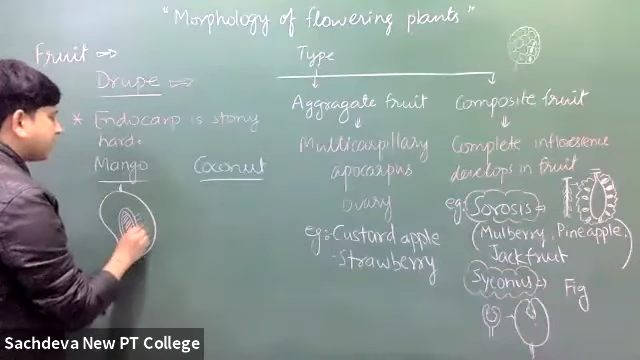 "Morphology of flowering plants"
Fruit ⇒
Type
Drupe ⇒
* Endocarp is stony
hard.
Mango
Coconut
Aggragate fruit
Multicarpillary
apocarpus
ovary
eg:- Custard apple
- Strawberry
Composite fruit
Complete infloresence
develops in fruit
eg: Sorosis
(Mulberry, Pineapple,
Jackfruit)
Syconus
Fig
Sachdeva New PT College